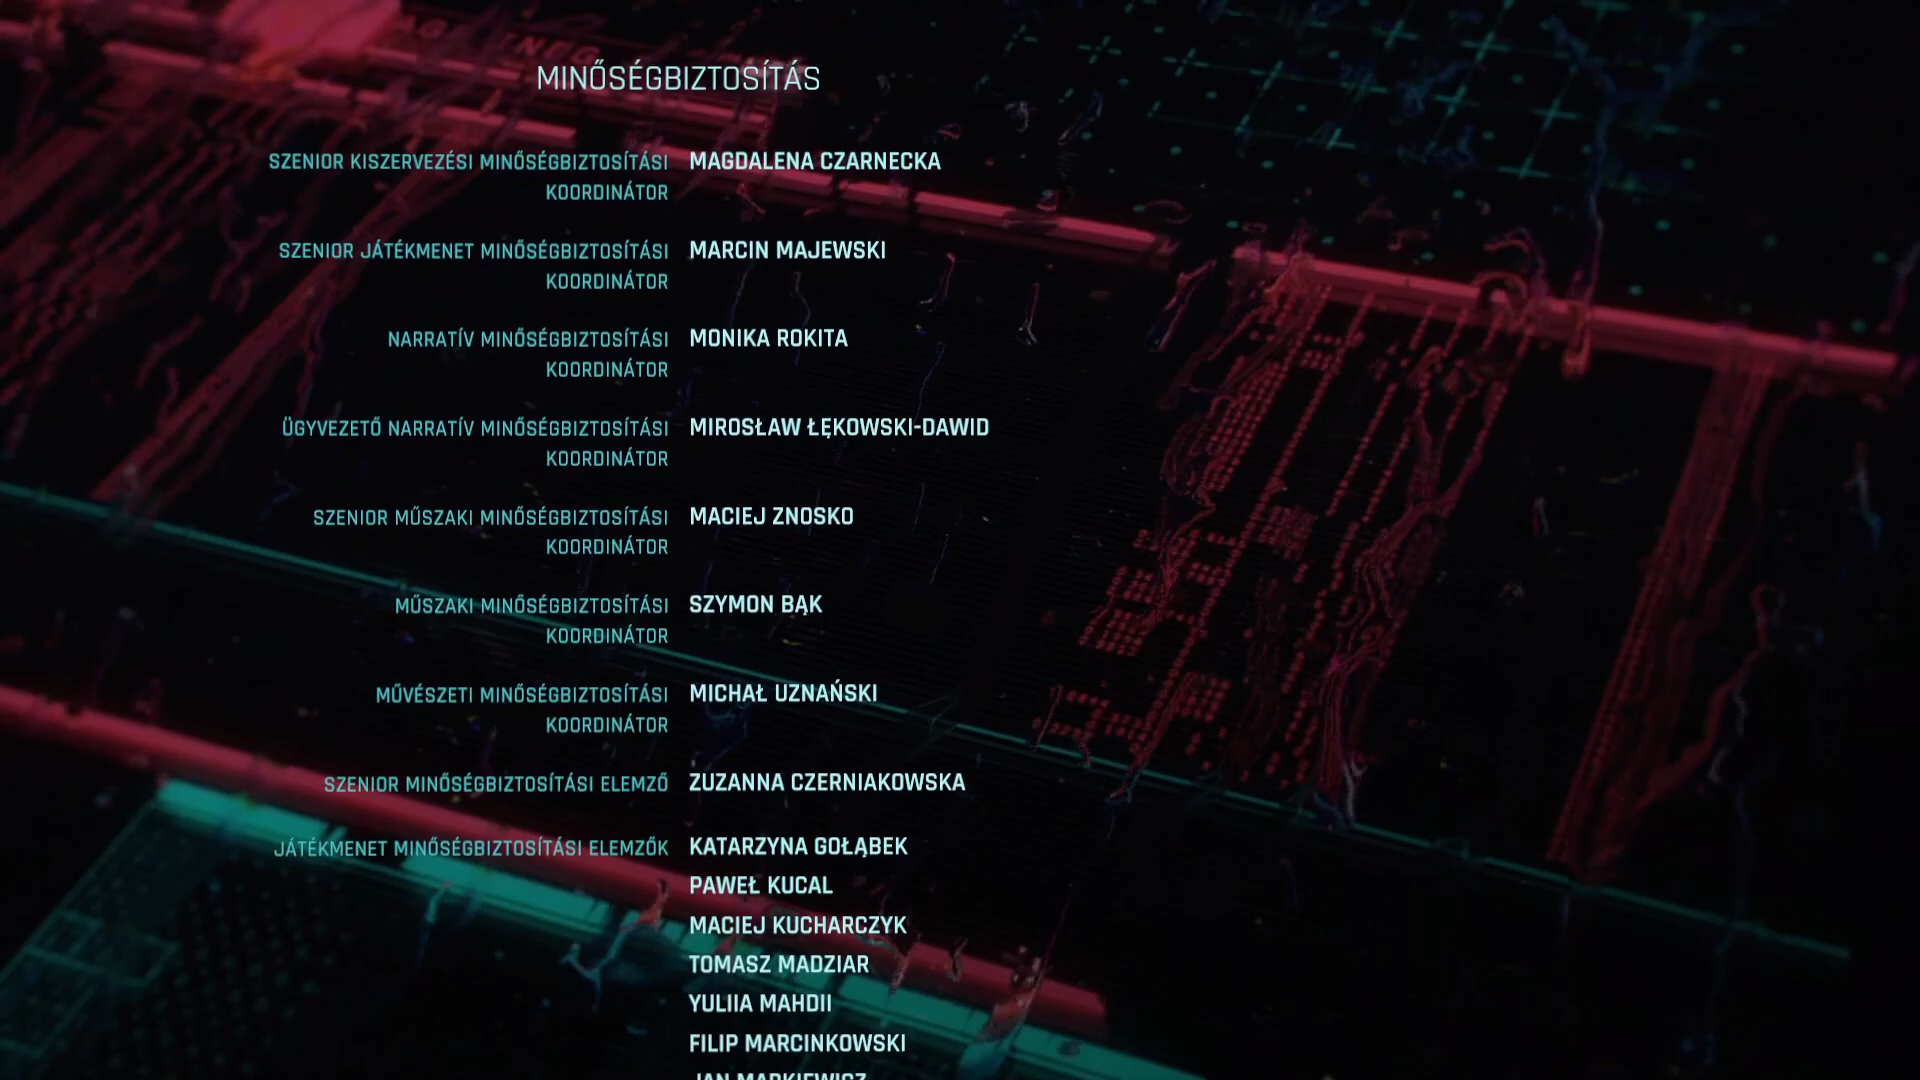 MINŐSÉGBIZTOSÍTÁS
SZENIOR KISZERVEZÉSI MINŐSÉGBIZTOSÍTÁSI MAGDALENA CZARNECKA
KOORDINÁTOR
SZENIOR JÁTÉKMENET MINŐSÉGBIZTOSÍTÁSI MARCIN MAJEWSKI
KOORDINÁTOR
NARRATÍV MINŐSÉGBIZTOSÍTÁSI MONIKA ROKITA
KOORDINÁTOR
ÜGYVEZETŐ NARRATÍV MINŐSÉGBIZTOSÍTÁSI MIROSŁAW ŁĘKOWSKI-DAWID
KOORDINÁTOR
SZENIOR MŰSZAKI MINŐSÉGBIZTOSÍTÁSI MACIEJ ZNOSKO
KOORDINÁTOR
MŰSZAKI MINŐSÉGBIZTOSÍTÁSI SZYMON BĄK
KOORDINÁTOR
MŰVÉSZETI MINŐSÉGBIZTOSÍTÁSI MICHAŁ UZNAŃSKI
KOORDINÁTOR
SZENIOR MINŐSÉGBIZTOSÍTÁSI ELEMZŐ ZUZANNA CZERNIAKOWSKA
JÁTÉKMENET MINŐSÉGBIZTOSÍTÁSI ELEMZŐK KATARZYNA GOŁĄBEK
PAWEŁ KUCAL
MACIEJ KUCHARCZYK
TOMASZ MADZIAR
YULIIA MAHDII
FILIP MARCINKOWSKI
JAN MARKIEWICZ